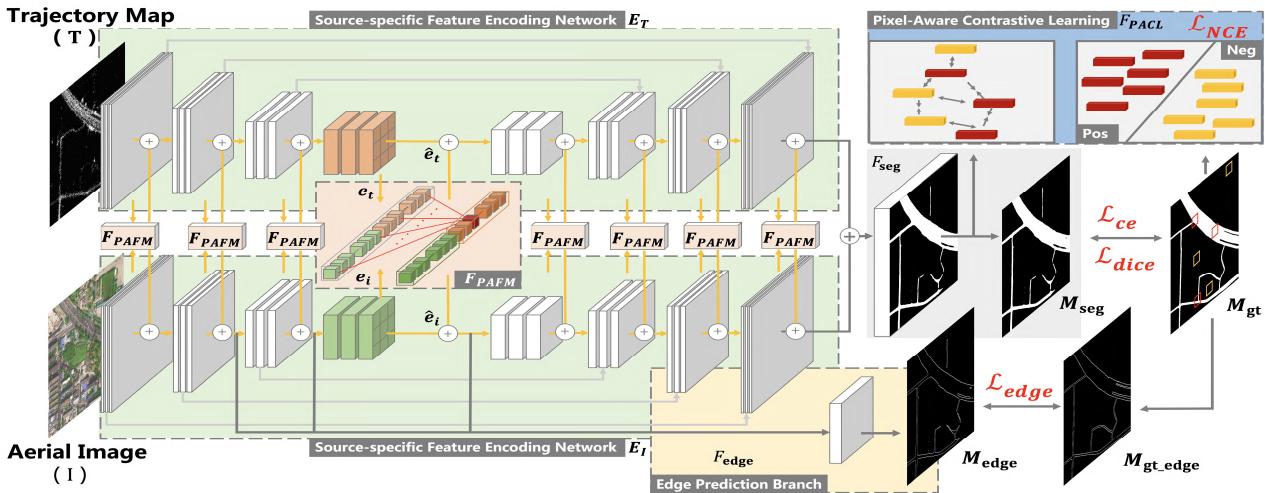 Trajectory Map
( T )
Source-specific Feature Encoding Network E_T
Pixel-Aware Contrastive Learning F_PACL ℒ_NCE
Neg
Pos
ê_t
e_t
F_seg
F_PAFM
F_PAFM
F_PAFM
F_PAFM
F_PAFM
F_PAFM
F_PAFM
ℒ_ce
ℒ_dice
e_i
F_PAFM
ê_i
M_seg
M_gt
ℒ_edge
Aerial Image
( I )
Source-specific Feature Encoding Network E_I
F_edge
M_edge
M_gt_edge
Edge Prediction Branch